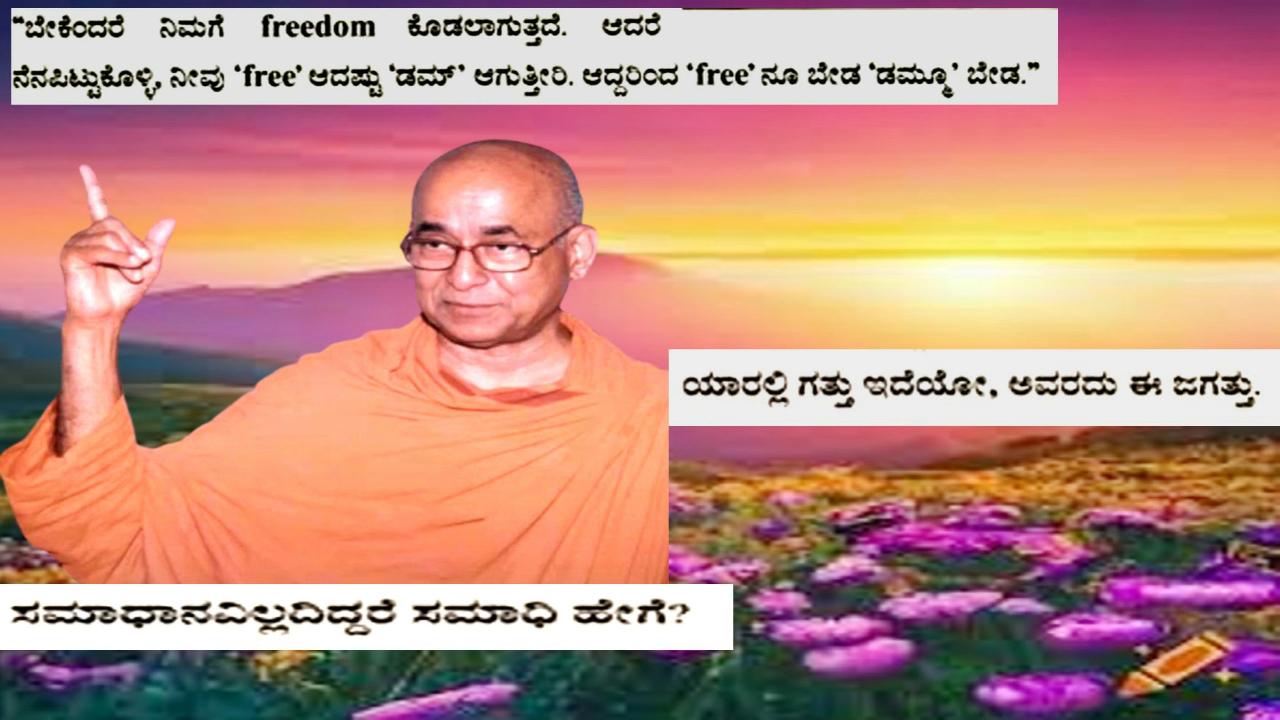 “ಬೇಕೆಂದರೆ ನಿಮಗೆ freedom ಕೊಡಲಾಗುತ್ತದೆ. ಆದರೆ
ನೆನಪಿಟ್ಟುಕೊಳ್ಳಿ, ನೀವು ‘free’ ಆದಷ್ಟು ‘ಡಮ್’ ಆಗುತ್ತೀರಿ. ಆದ್ದರಿಂದ ‘free’ ನೂ ಬೇಡ ‘ಡಮ್ಮೂ’ ಬೇಡ.”
ಯಾರಲ್ಲಿ ಗತ್ತು ಇದೆಯೋ, ಅವರದು ಈ ಜಗತ್ತು.
ಸಮಾಧಾನವಿಲ್ಲದಿದ್ದರೆ ಸಮಾಧಿ ಹೇಗೆ?